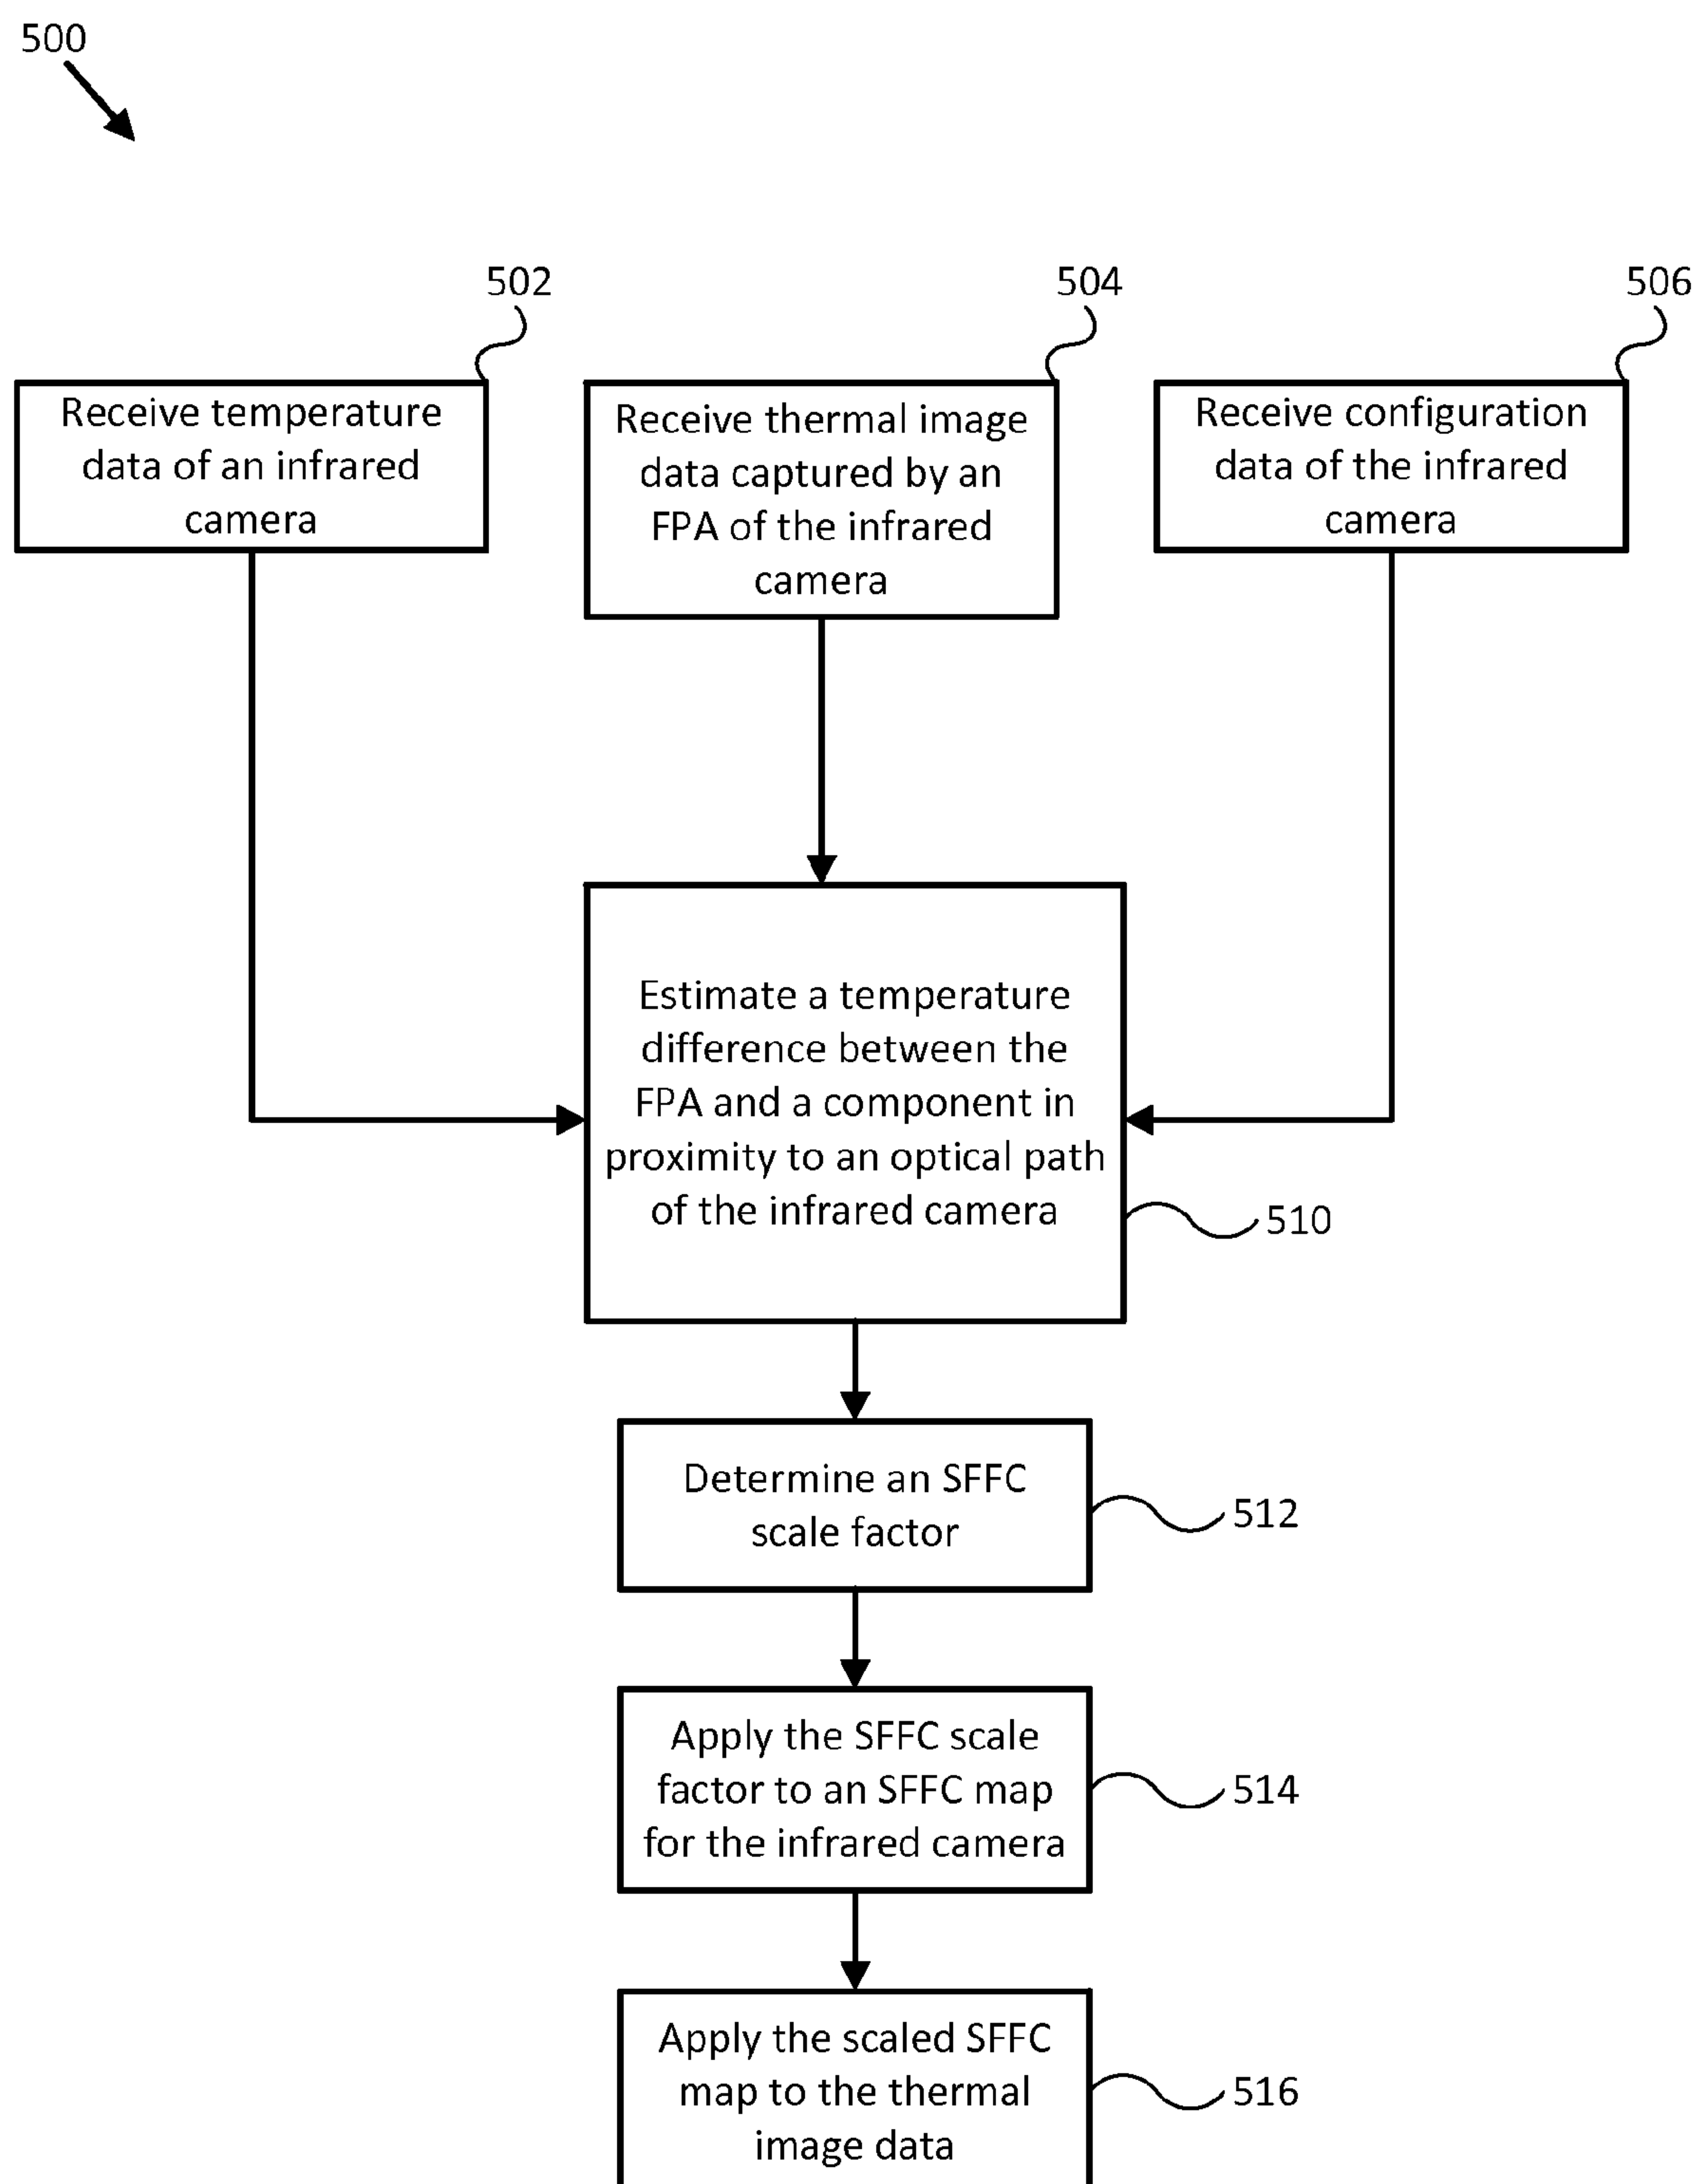 500
502
504
506
Receive temperature
data of an infrared
camera
Receive thermal image
data captured by an
FPA of the infrared
camera
Receive configuration
data of the infrared
camera
Estimate a temperature
difference between the
FPA and a component in
proximity to an optical path
of the infrared camera
510
Determine an SFFC
scale factor
512
Apply the SFFC scale
factor to an SFFC map
for the infrared camera
514
Apply the scaled SFFC
map to the thermal
image data
516